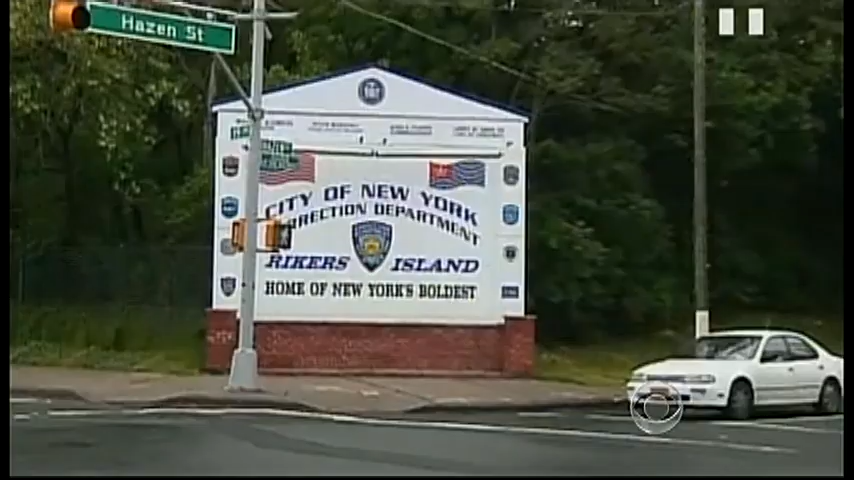 Hazen St
CITY OF NEW YORK
CORRECTION DEPARTMENT
RIKERS ISLAND
HOME OF NEW YORK'S BOLDEST